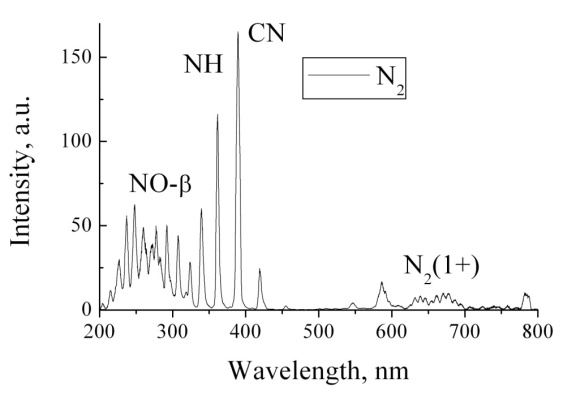 CN
NH
N₂
NO-β
N₂(1+)
Intensity, a.u.
150
100
50
0
200 300 400 500 600 700 800
Wavelength, nm